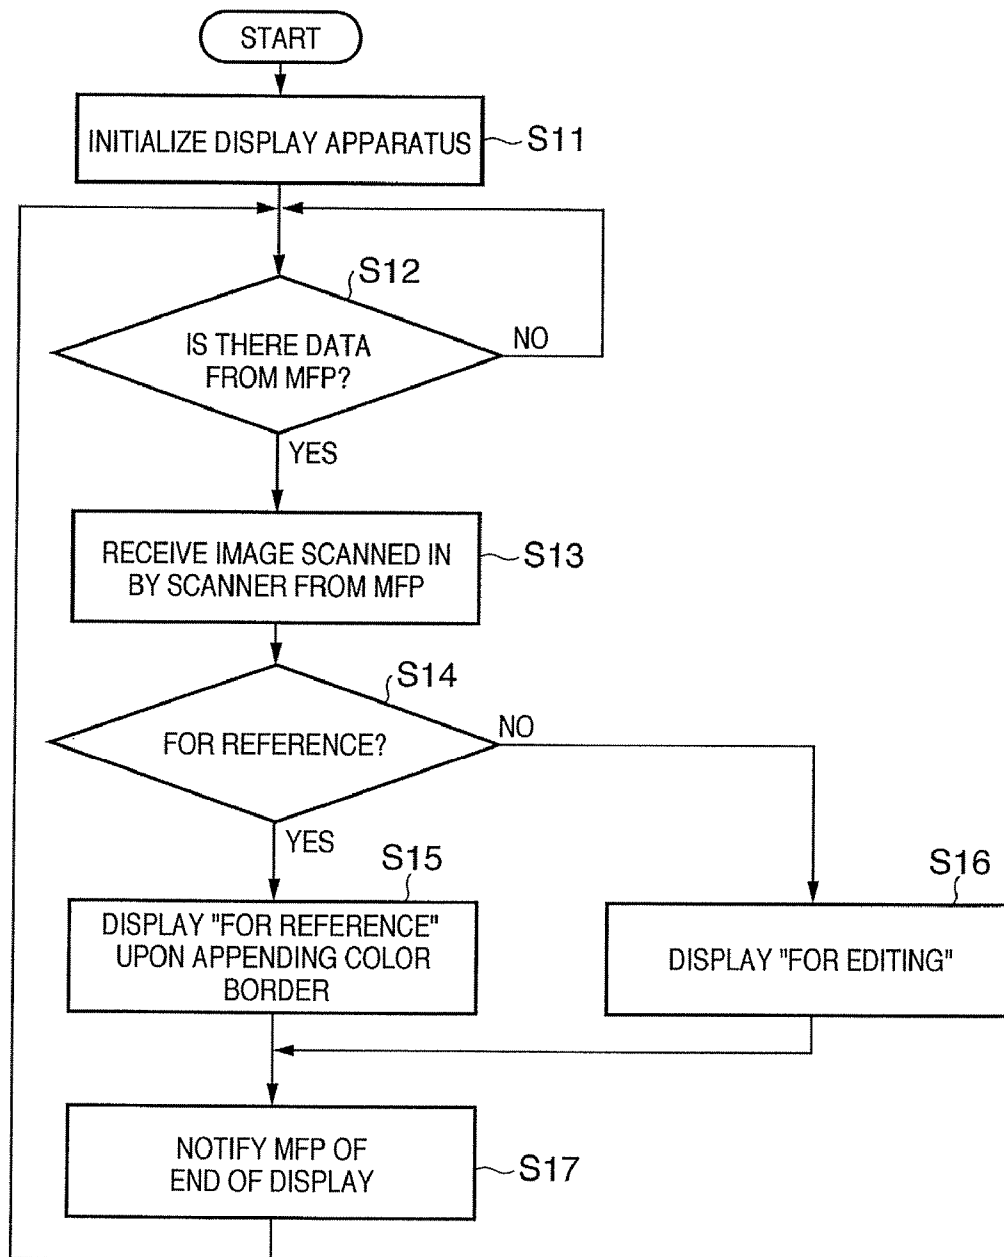 START
INITIALIZE DISPLAY APPARATUS
S11
S12
IS THERE DATA
FROM MFP?
NO
YES
RECEIVE IMAGE SCANNED IN
BY SCANNER FROM MFP
S13
S14
FOR REFERENCE?
NO
YES
S15
DISPLAY "FOR REFERENCE"
UPON APPENDING COLOR
BORDER
S16
DISPLAY "FOR EDITING"
NOTIFY MFP OF
END OF DISPLAY
S17